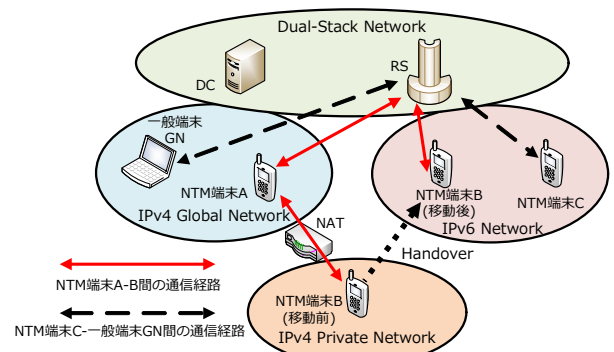 Dual-Stack Network
DC
RS
一般端末
GN
NTM端末A
IPv4 Global Network
NTM端末B
(移動後)
NTM端末C
IPv6 Network
NAT
Handover
NTM端末A-B間の通信経路
NTM端末C-一般端末GN間の通信経路
NTM端末B
(移動前)
IPv4 Private Network